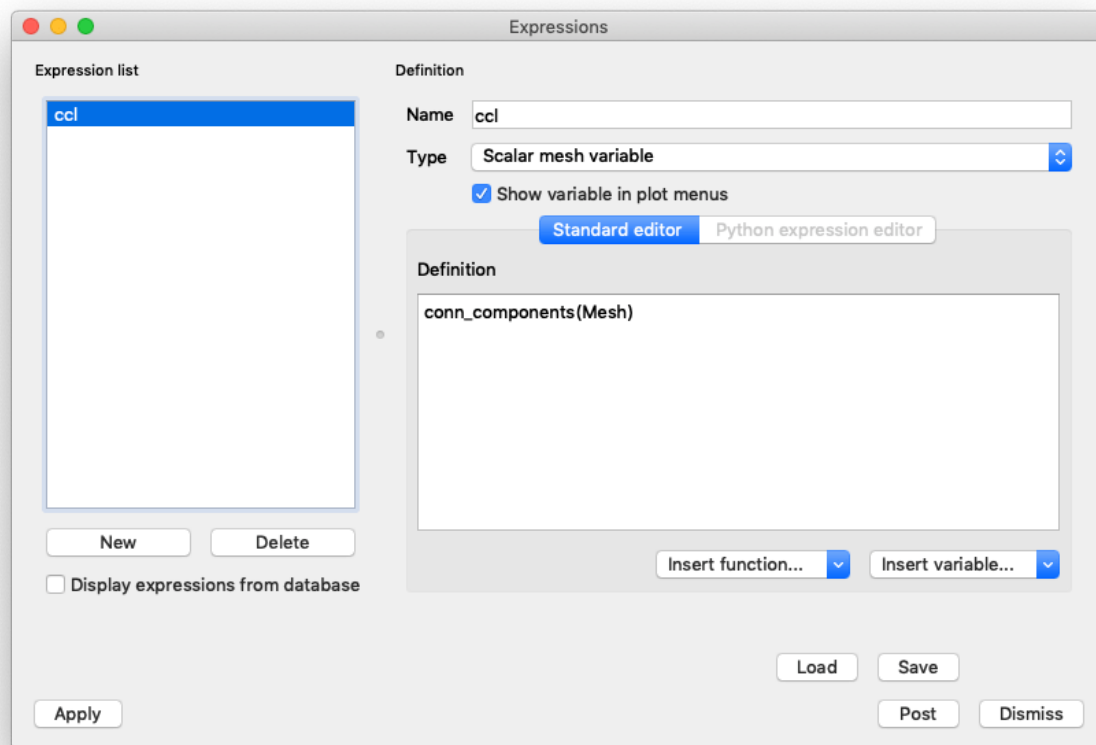 Expressions
Expression list
ccl
New
Delete
Display expressions from database
Definition
Name ccl
Type Scalar mesh variable
Show variable in plot menus
Standard editor
Python expression editor
Definition
conn_components(Mesh)
Insert function...
Insert variable...
Load
Save
Apply
Post
Dismiss